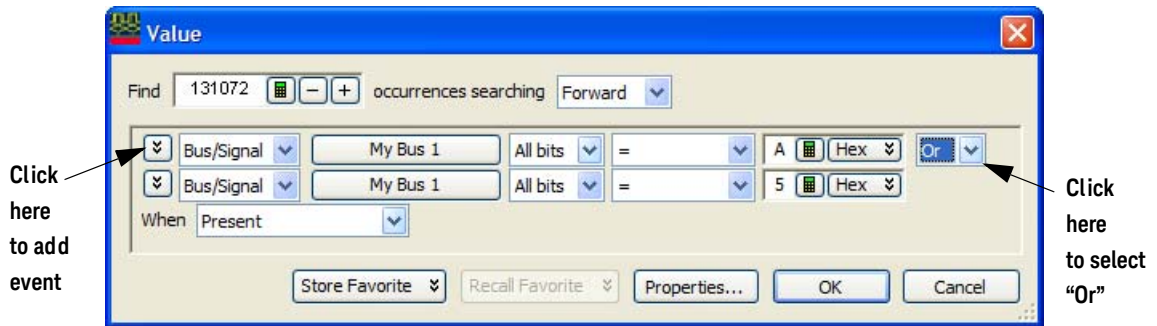 Value
Find 131072 - + occurrences searching Forward
Bus/Signal My Bus 1 All bits = A Hex Or
Bus/Signal My Bus 1 All bits = 5 Hex
When Present
Store Favorite Recall Favorite Properties... OK Cancel
Click
here
to add
event
Click
here
to select
“Or”